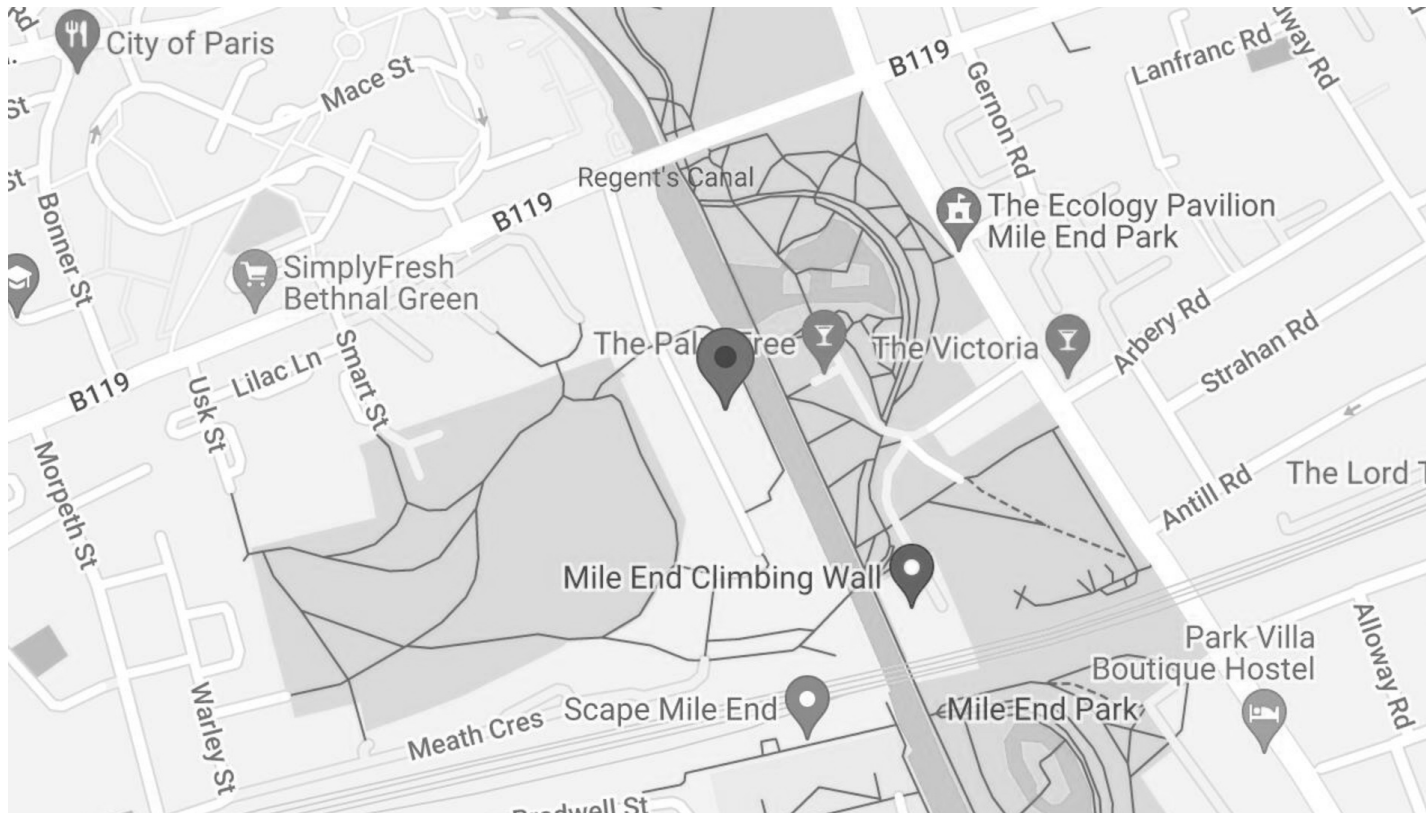 City of Paris
Mace St
B119
Lanfranc Rd
Gernon Rd
Regent's Canal
B119
Bonner St
The Ecology Pavilion
Mile End Park
SimplyFresh
Bethnal Green
The Victoria
Arbery Rd
Strahan Rd
Lilac Ln
Smart St
B119
Usk St
Morpeth St
The Lord
Antill Rd
Mile End Climbing Wall
Alloway Rd
Park Villa
Boutique Hostel
Warley St
Meath Cres
Scape Mile End
Mile End Park
St
St
Rd